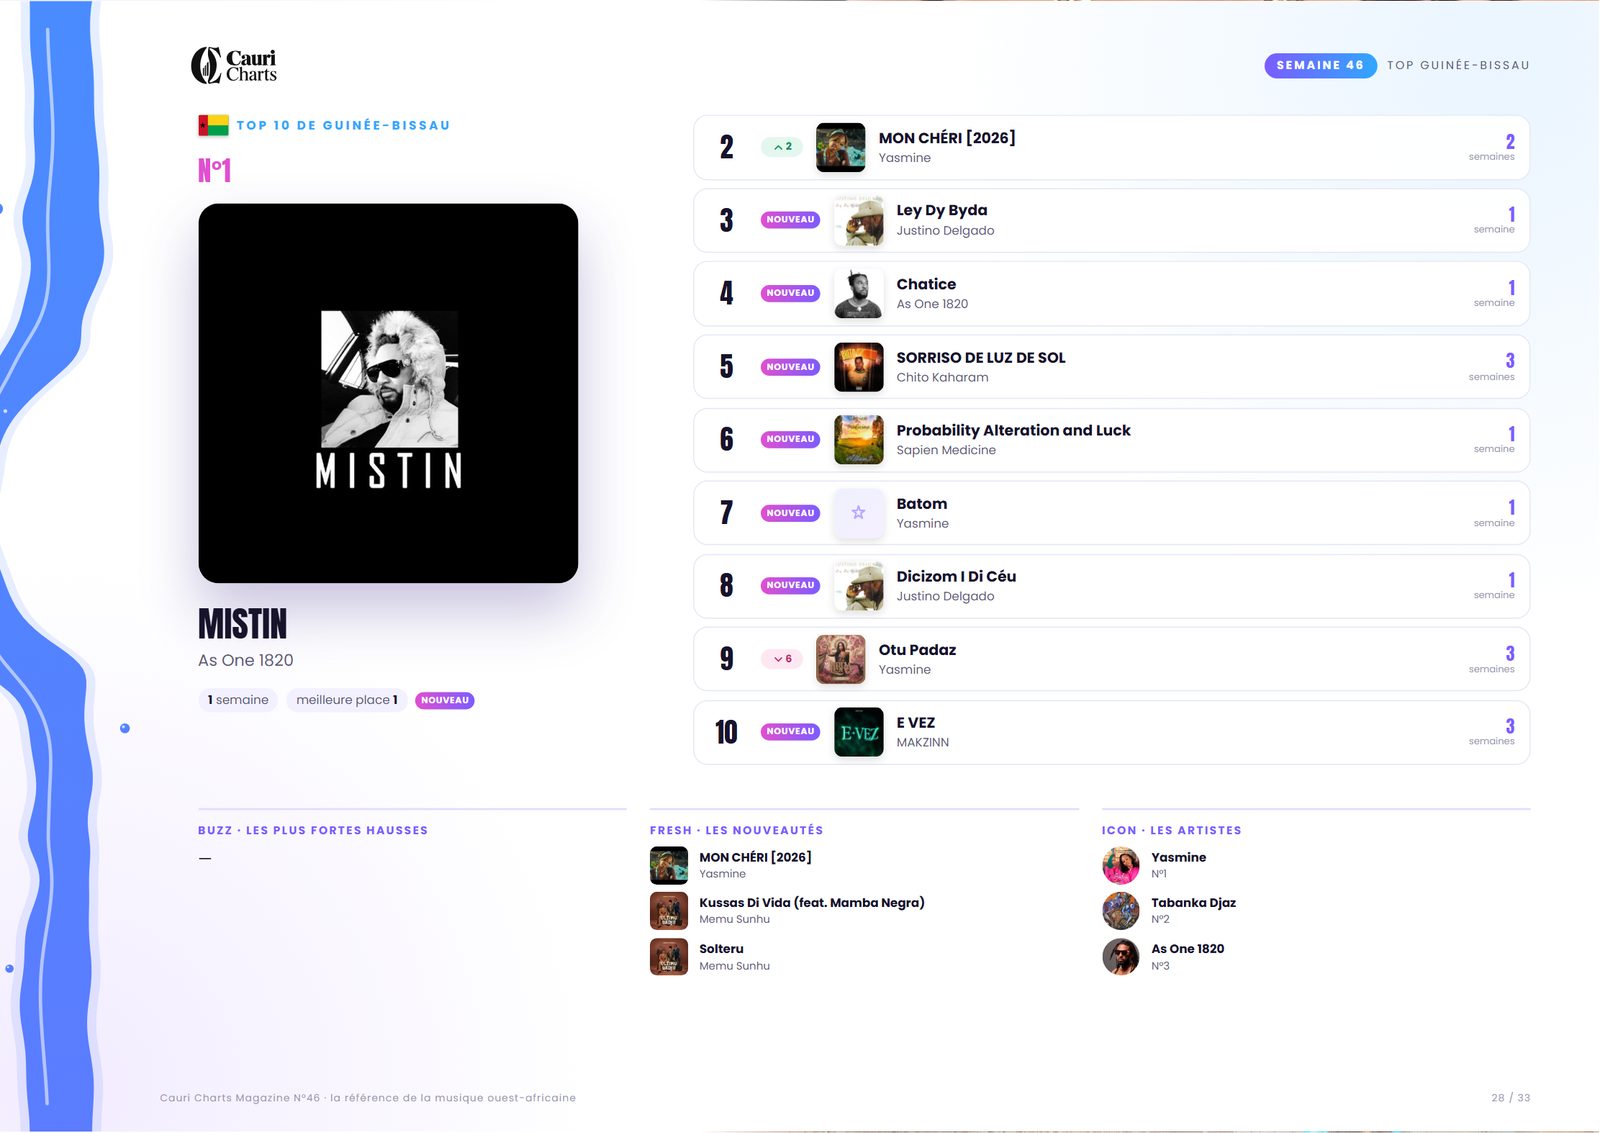 Cauri
Charts
SEMAINE 46
TOP GUINÉE-BISSAU
TOP 10 DE GUINÉE-BISSAU
N°1
MISTIN
MISTIN
As One 1820
1 semaine
meilleure place 1
NOUVEAU
2
2
MON CHÉRI [2026]
Yasmine
2
semaines
3
NOUVEAU
Ley Dy Byda
Justino Delgado
1
semaine
4
NOUVEAU
Chatice
As One 1820
1
semaine
5
NOUVEAU
SORRISO DE LUZ DE SOL
Chito Kaharam
3
semaines
6
NOUVEAU
Probability Alteration and Luck
Sapien Medicine
1
semaine
7
NOUVEAU
Batom
Yasmine
1
semaine
8
NOUVEAU
Dicizom I Di Céu
Justino Delgado
1
semaine
9
6
Otu Padaz
Yasmine
3
semaines
10
NOUVEAU
E·VEZ
E VEZ
MAKZINN
3
semaines
BUZZ · LES PLUS FORTES HAUSSES
—
FRESH · LES NOUVEAUTÉS
MON CHÉRI [2026]
Yasmine
Kussas Di Vida (feat. Mamba Negra)
Memu Sunhu
Solteru
Memu Sunhu
ICON · LES ARTISTES
Yasmine
N°1
Tabanka Djaz
N°2
As One 1820
N°3
Cauri Charts Magazine N°46 · la référence de la musique ouest-africaine
28 / 33